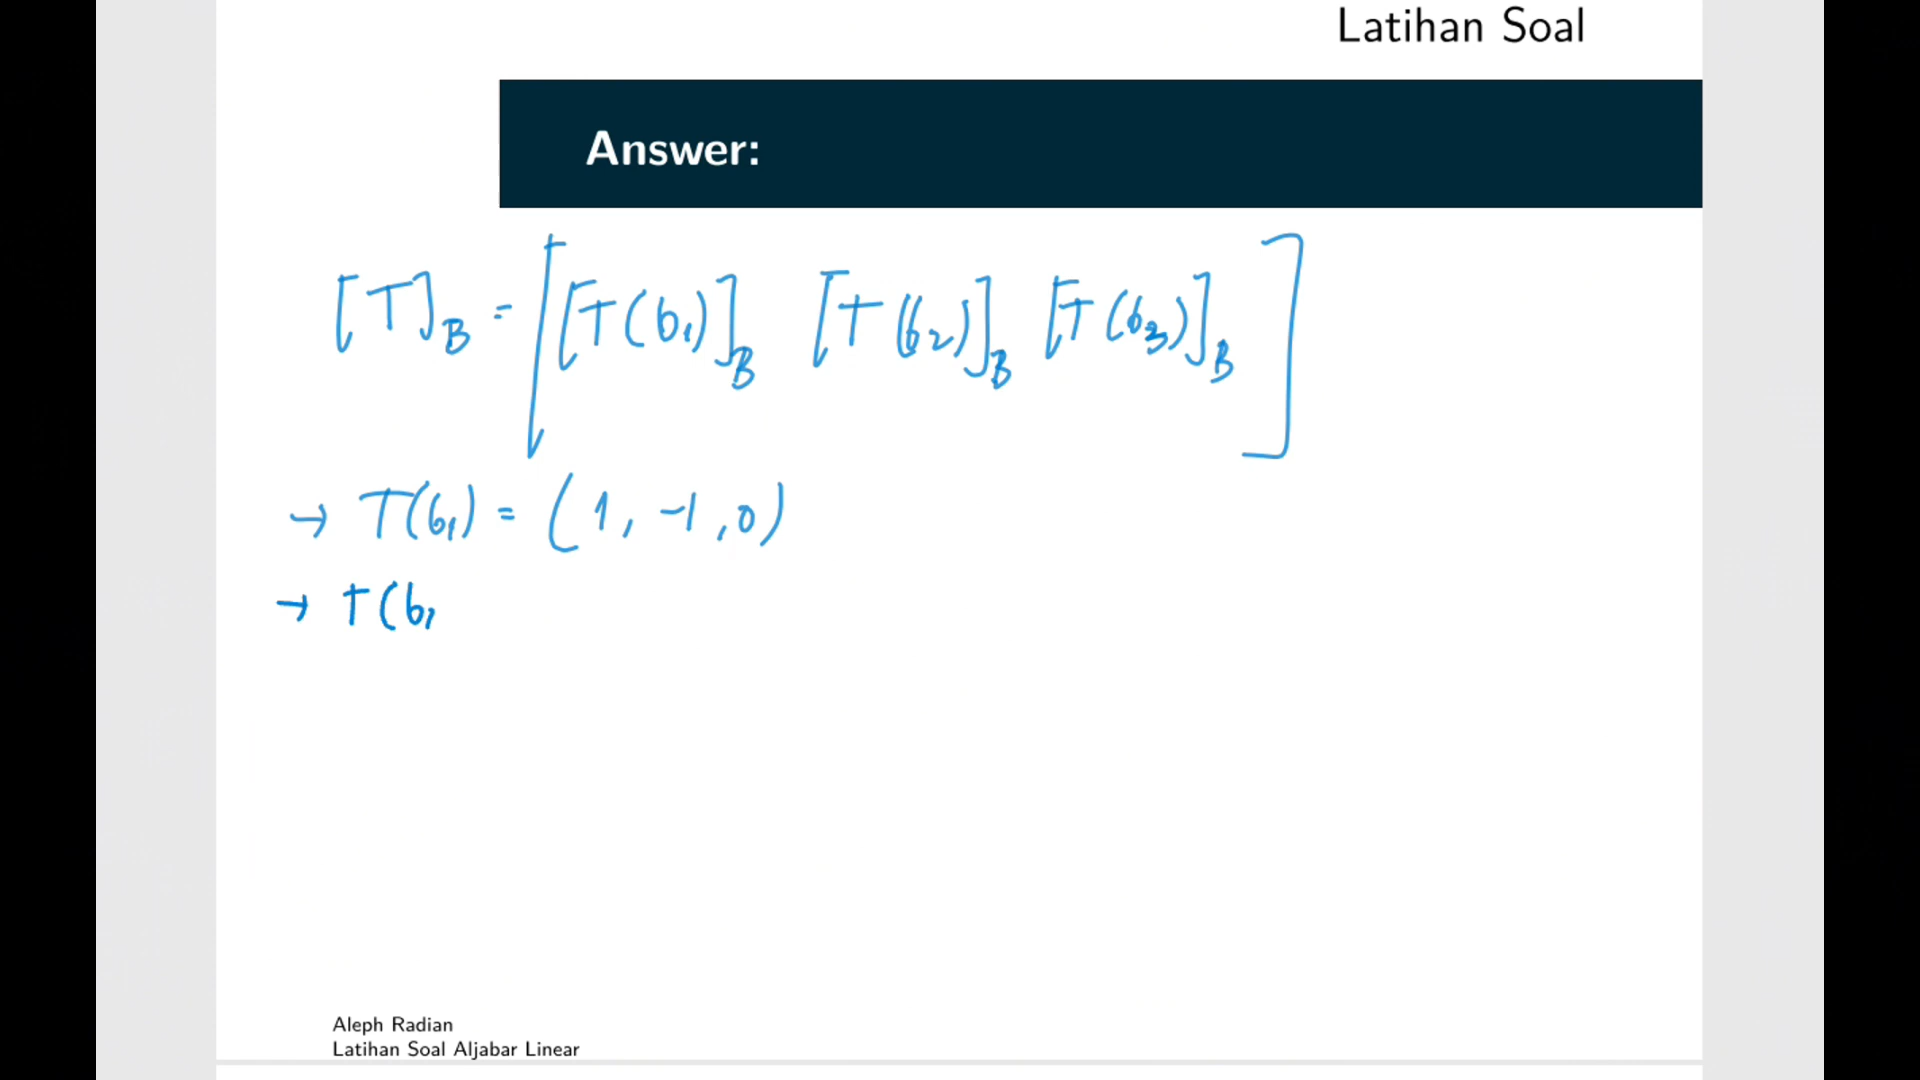 Latihan Soal
Answer:
[T]B = [[T(b1)]B [T(b2)]B [T(b3)]B]
→ T(b1) = (1, -1, 0)
→ T(b,
Aleph Radian
Latihan Soal Aljabar Linear